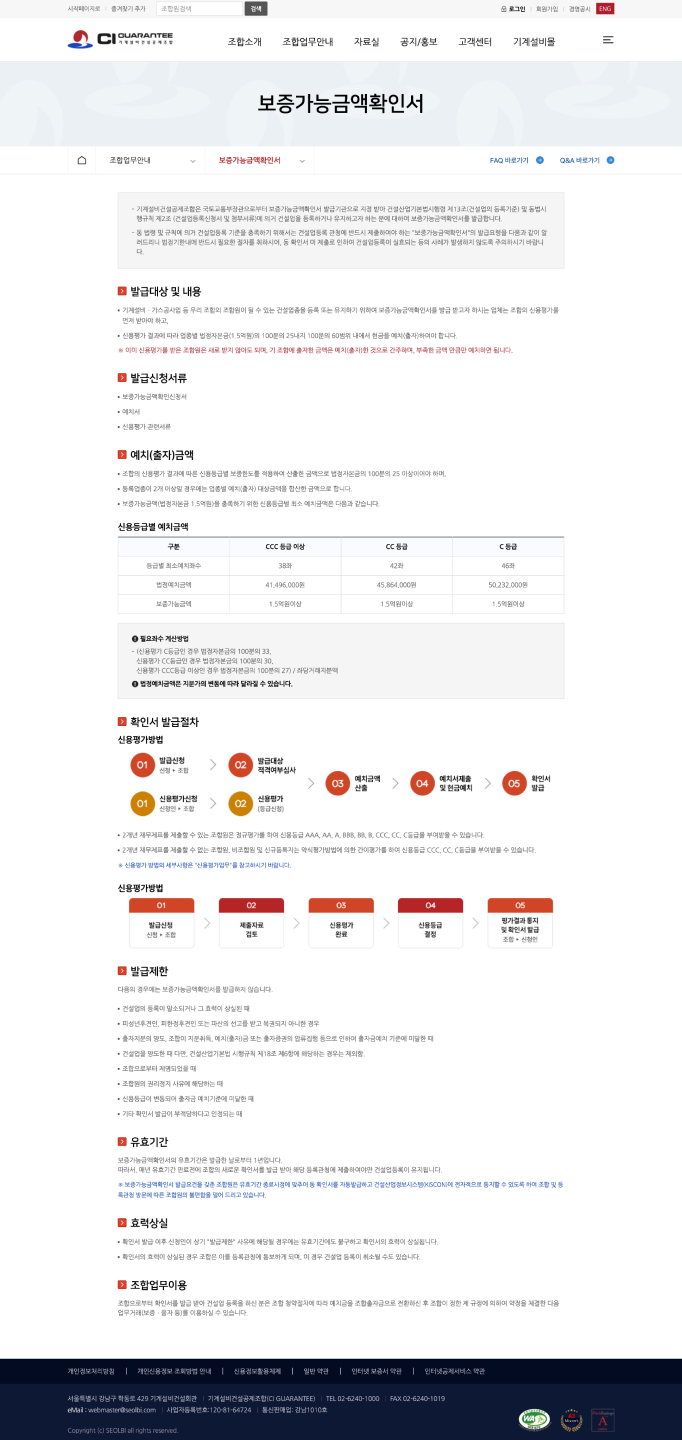 시작페이지로 | 즐겨찾기 추가 조합원검색 검색
로그인 | 회원가입 | 경영공시 ENG
CI GUARANTEE
기계설비건설공제조합
조합소개 조합업무안내 자료실 공지/홍보 고객센터 기계설비몰
보증가능금액확인서
조합업무안내 보증가능금액확인서 FAQ 바로가기 Q&A 바로가기
- 기계설비건설공제조합은 국토교통부장관으로부터 보증가능금액확인서 발급기관으로 지정 받아 건설산업기본법시행령 제13조(건설업의 등록기준) 및 동법시
행규칙 제2조 (건설업등록신청서 및 첨부서류)에 의거 건설업을 등록하거나 유지하고자 하는 분에 대하여 보증가능금액확인서를 발급합니다.
- 동 법령 및 규칙에 의거 건설업등록 기준을 충족하기 위해서는 건설업등록 관청에 반드시 제출하여야 하는 "보증가능금액확인서"의 발급요령을 다음과 같이 알
려드리니 법정기한내에 반드시 필요한 절차를 취하시어, 동 확인서 미 제출로 인하여 건설업등록이 실효되는 등의 사례가 발생하지 않도록 주의하시기 바랍니
다.
발급대상 및 내용
• 기계설비 · 가스공사업 등 우리 조합의 조합원이 될 수 있는 건설업종을 등록 또는 유지하기 위하여 보증가능금액확인서를 발급 받고자 하시는 업체는 조합의 신용평가를
먼저 받아야 하고,
• 신용평가 결과에 따라 업종별 법정자본금(1.5억원)의 100분의 25내지 100분의 60범위 내에서 현금을 예치(출자)하여야 합니다.
※ 이미 신용평가를 받은 조합원은 새로 받지 않아도 되며, 기 조합에 출자한 금액은 예치(출자)한 것으로 간주하며, 부족한 금액 만큼만 예치하면 됩니다.
발급신청서류
• 보증가능금액확인신청서
• 예치서
• 신용평가 관련서류
예치(출자)금액
• 조합의 신용평가 결과에 따른 신용등급별 보증한도를 적용하여 산출한 금액으로 법정자본금의 100분의 25 이상이어야 하며,
• 등록업종이 2개 이상일 경우에는 업종별 예치(출자) 대상금액을 합산한 금액으로 합니다.
• 보증가능금액(법정자본금 1.5억원)을 충족하기 위한 신용등급별 최소 예치금액은 다음과 같습니다.
신용등급별 예치금액
구분 CCC 등급 이상 CC 등급 C 등급
등급별 최소예치좌수 38좌 42좌 46좌
법정예치금액 41,496,000원 45,864,000원 50,232,000원
보증가능금액 1.5억원이상 1.5억원이상 1.5억원이상
필요좌수 계산방법
- (신용평가 C등급인 경우 법정자본금의 100분의 33,
신용평가 CC등급인 경우 법정자본금의 100분의 30,
신용평가 CCC등급 이상인 경우 법정자본금의 100분의 27) / 좌당거래지분액
법정예치금액은 지분가의 변동에 따라 달라질 수 있습니다.
확인서 발급절차
신용평가방법
01 발급신청
신청 • 조합
02 발급대상
적격여부심사
01 신용평가신청
신청인 • 조합
02 신용평가
(등급신청)
03 예치금액
산출
04 예치서제출
및 현금예치
05 확인서
발급
• 2개년 재무제표를 제출할 수 있는 조합원은 정규평가를 하여 신용등급 AAA, AA, A, BBB, BB, B, CCC, CC, C등급을 부여받을 수 있습니다.
• 2개년 재무제표를 제출할 수 없는 조합원, 비조합원 및 신규등록자는 약식평가방법에 의한 간이평가를 하여 신용등급 CCC, CC, C등급을 부여받을 수 있습니다.
※ 신용평가 방법의 세부사항은 "신용평가업무"를 참고하시기 바랍니다.
신용평가방법
01 02 03 04 05
발급신청
신청 • 조합
제출자료
검토
신용평가
완료
신용등급
결정
평가결과 통지
및 확인서 발급
조합 • 신청인
발급제한
다음의 경우에는 보증가능금액확인서를 발급하지 않습니다.
• 건설업의 등록이 말소되거나 그 효력이 상실된 때
• 피성년후견인, 피한정후견인 또는 파산의 선고를 받고 복권되지 아니한 경우
• 출자지분의 양도, 조합이 지분취득, 예치(출자)금 또는 출자증권의 압류집행 등으로 인하여 출자금예치 기준에 미달한 때
• 건설업을 양도한 때 다만, 건설산업기본법 시행규칙 제18조 제6항에 해당하는 경우는 제외함.
• 조합으로부터 제명되었을 때
• 조합원의 권리정지 사유에 해당하는 때
• 신용등급이 변동되어 출자금 예치기준에 미달한 때
• 기타 확인서 발급이 부적당하다고 인정되는 때
유효기간
보증가능금액확인서의 유효기간은 발급한 날로부터 1년입니다.
따라서, 매년 유효기간 만료전에 조합의 새로운 확인서를 발급 받아 해당 등록관청에 제출하여야만 건설업등록이 유지됩니다.
※ 보증가능금액확인서 발급요건을 갖춘 조합원은 유효기간 종료시점에 맞추어 동 확인서를 자동발급하고 건설산업정보시스템(KISCON)에 전자적으로 통지할 수 있도록 하여 조합 및 등
록관청 방문에 따른 조합원의 불편함을 덜어 드리고 있습니다.
효력상실
• 확인서 발급 이후 신청인이 상기 "발급제한" 사유에 해당될 경우에는 유효기간에도 불구하고 확인서의 효력이 상실됩니다.
• 확인서의 효력이 상실된 경우 조합은 이를 등록관청에 통보하게 되며, 이 경우 건설업 등록이 취소될 수도 있습니다.
조합업무이용
조합으로부터 확인서를 발급 받아 건설업 등록을 하신 분은 조합 청약절차에 따라 예치금을 조합출자금으로 전환하신 후 조합이 정한 제 규정에 의하여 약정을 체결한 다음
업무거래(보증 · 융자 등)를 이용하실 수 있습니다.
개인정보처리방침 | 개인신용정보 조회방법 안내 | 신용정보활용체제 | 일반 약관 | 인터넷 보증서 약관 | 인터넷공제서비스 약관
서울특별시 강남구 학동로 429 기계설비건설회관 | 기계설비건설공제조합(CI GUARANTEE) | TEL 02-6240-1000 | FAX 02-6240-1019
eMail : webmaster@seolbi.com | 사업자등록번호:120-81-64724 | 통신판매업: 강남1010호
Copyright (c) SEOLBI all rights reserved.